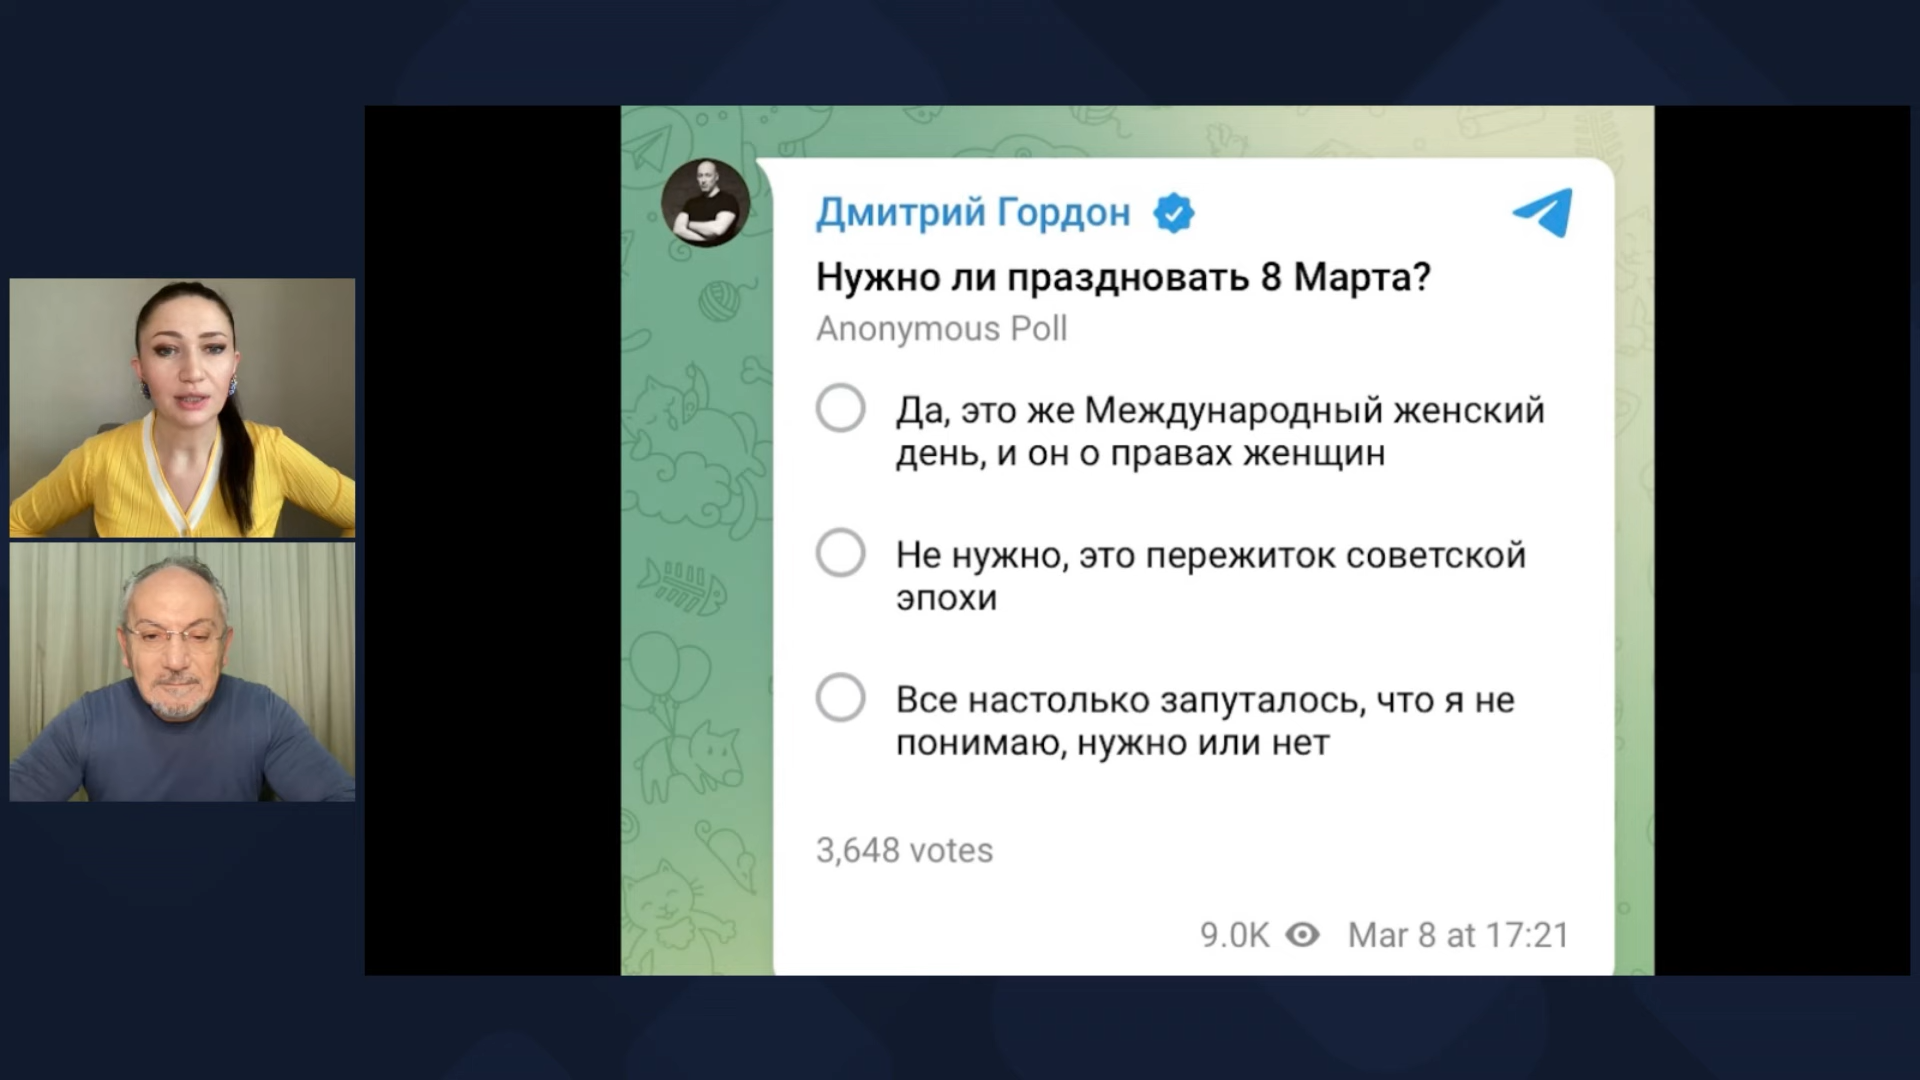 Дмитрий Гордон
Нужно ли праздновать 8 Марта?
Anonymous Poll
Да, это же Международный женский
день, и он о правах женщин
Не нужно, это пережиток советской
эпохи
Все настолько запуталось, что я не
понимаю, нужно или нет
3,648 votes
9.0K Mar 8 at 17:21